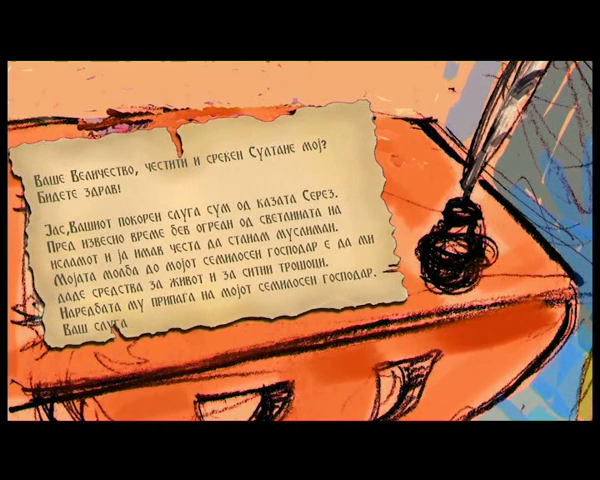 Ваше Величество, честити и среќен Султане мој?
Бидете здрав!
Јас,Вашиот покорен слуга сум од казата Серез.
Пред извесно време бев огреан од светлината на
исламот и ја имав честа да станам муслиман.
Мојата молба до мојот семилосен господар е да ми
даде средства за живот и за ситни трошоци.
Наредбата му припаѓа на мојот семилосен господар.
Ваш слуга